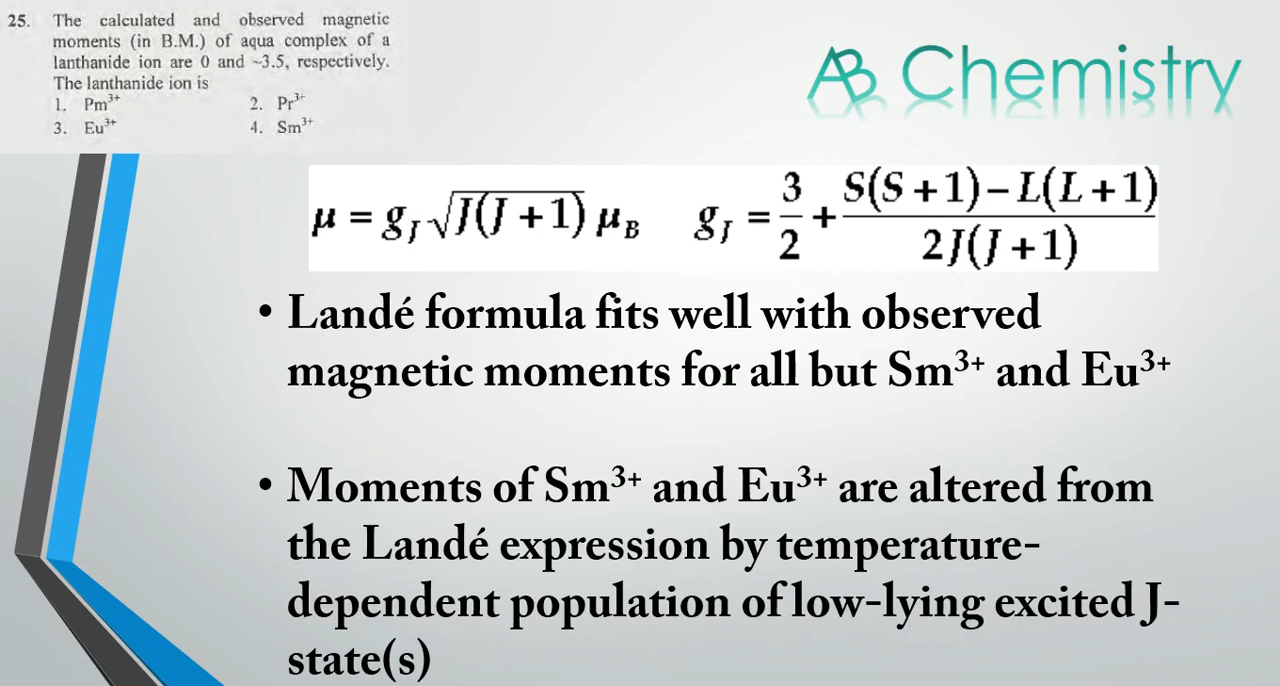 25. The calculated and observed magnetic
moments (in B.M.) of aqua complex of a
lanthanide ion are 0 and ~3.5, respectively.
The lanthanide ion is
1. Pm³⁺ 2. Pr³⁺
3. Eu³⁺ 4. Sm³⁺
AB Chemistry
μ = g_J √J(J + 1) μ_B g_J = 3/2 + (S(S + 1) − L(L + 1))/(2J(J + 1))
• Landé formula fits well with observed
magnetic moments for all but Sm³⁺ and Eu³⁺
• Moments of Sm³⁺ and Eu³⁺ are altered from
the Landé expression by temperature-
dependent population of low-lying excited J-
state(s)